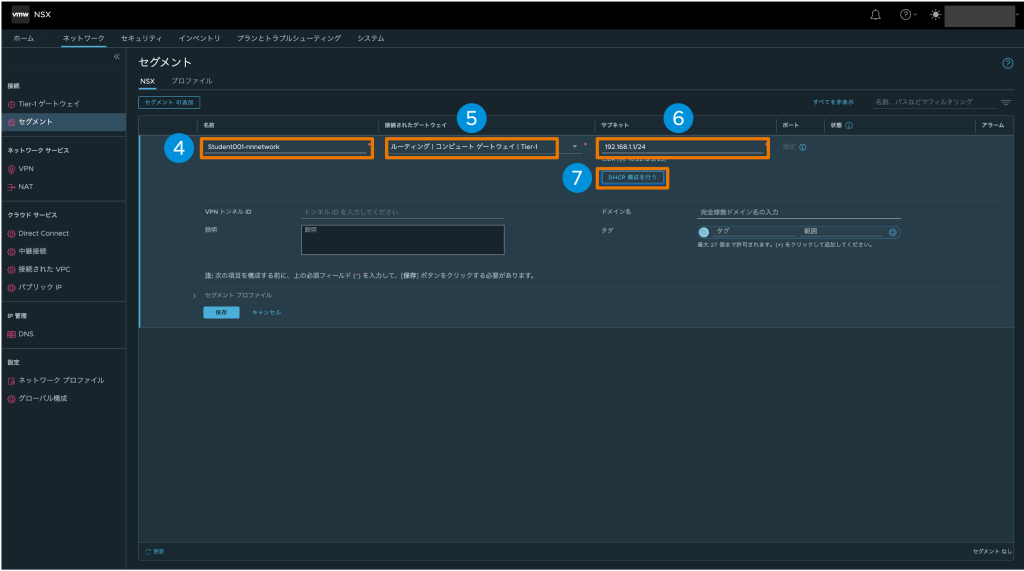 vmw NSX
ホーム ネットワーク セキュリティ インベントリ プランとトラブルシューティング システム
接続
Tier-1 ゲートウェイ
セグメント
ネットワーク サービス
VPN
NAT
クラウド サービス
Direct Connect
中継接続
接続された VPC
パブリック IP
IP 管理
DNS
設定
ネットワーク プロファイル
グローバル構成
セグメント
NSX プロファイル
セグメント の追加
すべてを非表示 名前、パスなどでフィルタリング
名前 接続されたゲートウェイ サブネット ポート 状態 アラーム
4 5 6
Student001-nnnetwork * ルーティング | コンピュート ゲートウェイ | Tier-1 * 192.168.1.1/24 設定
7 DHCP 構成を行う
VPN トンネル ID トンネル ID を入力してください ドメイン名 完全修飾ドメイン名の入力
説明 説明 タグ タグ 範囲
最大 27 個まで許可されます。(+) をクリックして追加してください。
注: 次の項目を構成する前に、上の必須フィールド (*) を入力して、[保存] ボタンをクリックする必要があります。
セグメント プロファイル
保存 キャンセル
更新 セグメント なし